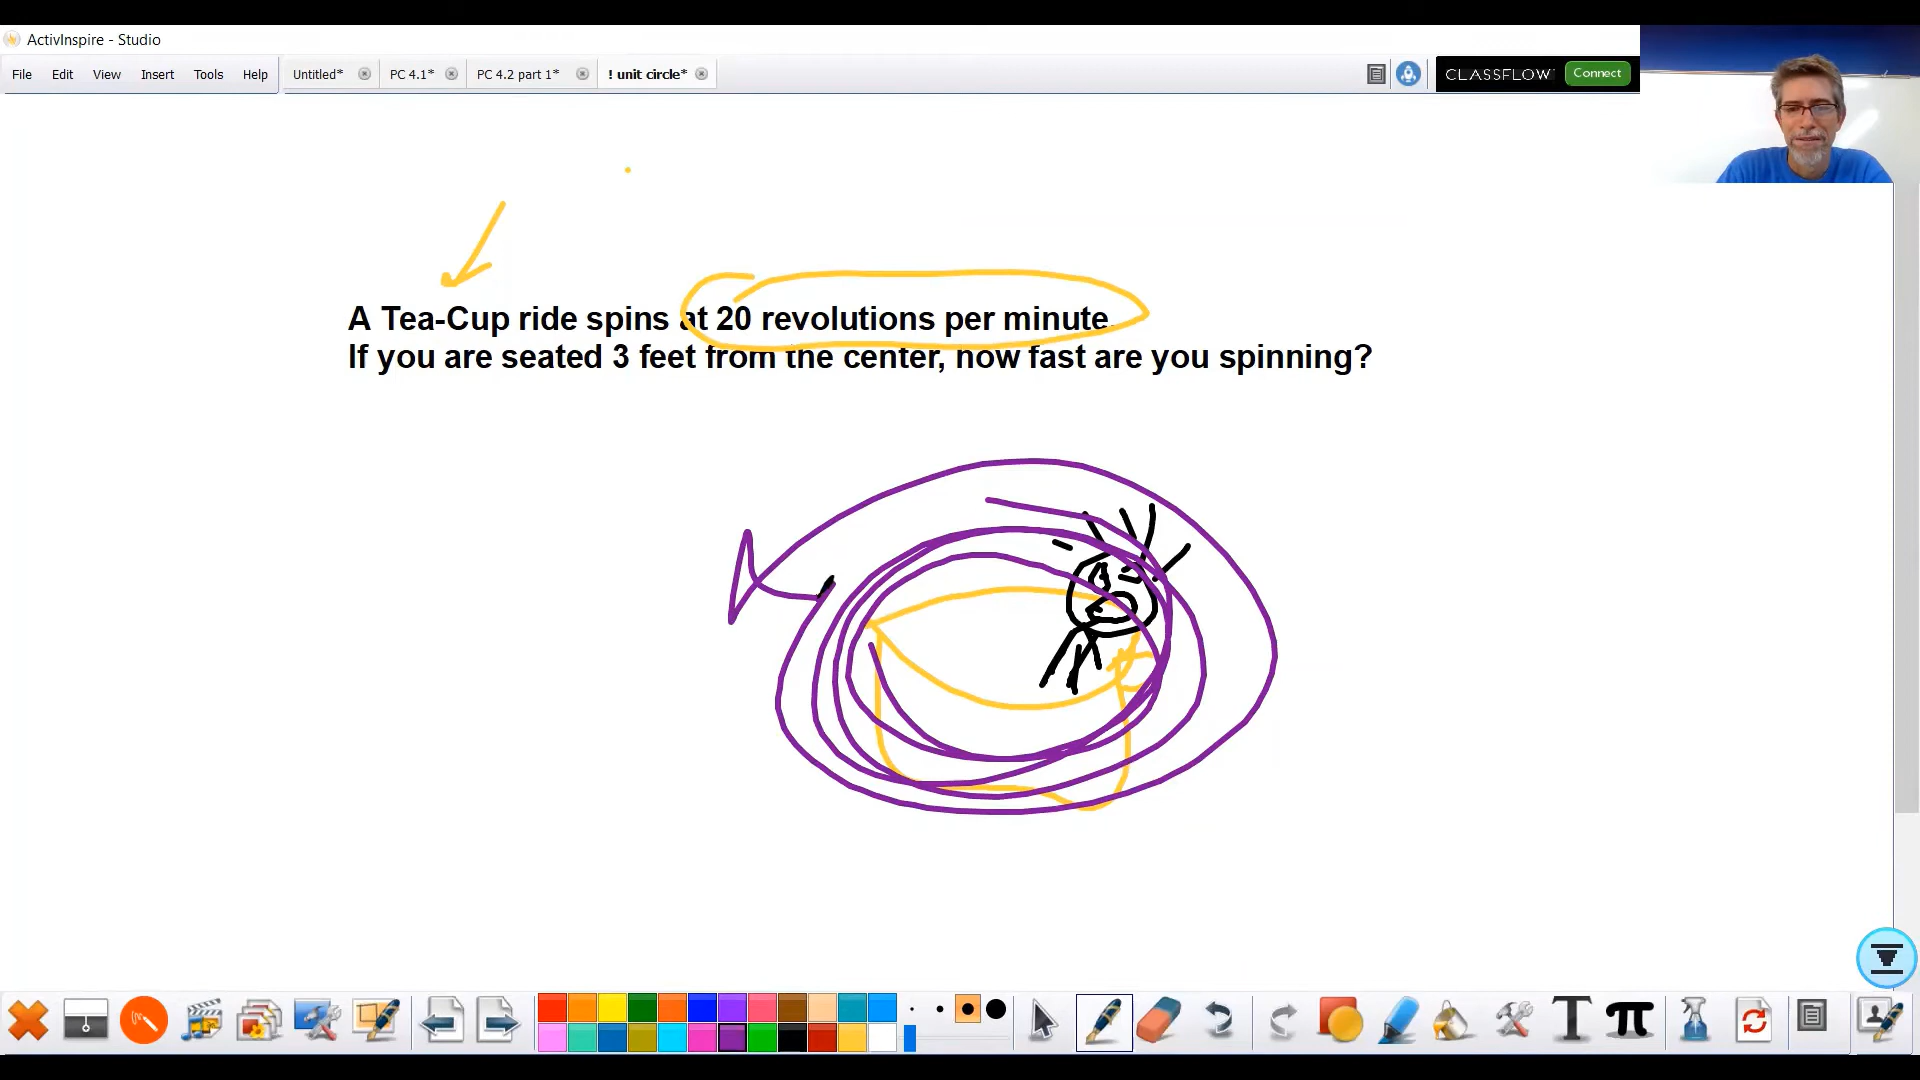 ActivInspire - Studio
File Edit View Insert Tools Help Untitled* PC 4.1* PC 4.2 part 1* ! unit circle* CLASSFLOW Connect
A Tea-Cup ride spins at 20 revolutions per minute.
If you are seated 3 feet from the center, how fast are you spinning?